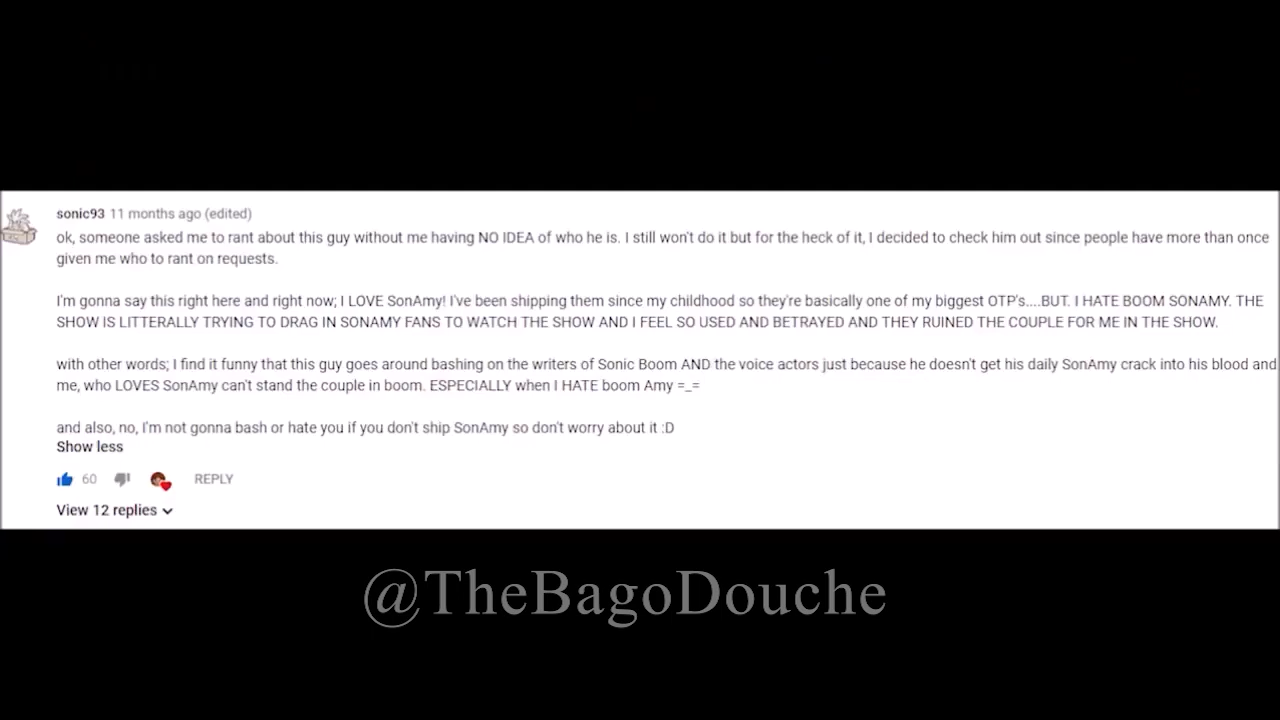 sonic93 11 months ago (edited)
ok, someone asked me to rant about this guy without me having NO IDEA of who he is. I still won't do it but for the heck of it, I decided to check him out since people have more than once
given me who to rant on requests.
I'm gonna say this right here and right now; I LOVE SonAmy! I've been shipping them since my childhood so they're basically one of my biggest OTP's....BUT. I HATE BOOM SONAMY. THE
SHOW IS LITTERALLY TRYING TO DRAG IN SONAMY FANS TO WATCH THE SHOW AND I FEEL SO USED AND BETRAYED AND THEY RUINED THE COUPLE FOR ME IN THE SHOW.
with other words; I find it funny that this guy goes around bashing on the writers of Sonic Boom AND the voice actors just because he doesn't get his daily SonAmy crack into his blood and
me, who LOVES SonAmy can't stand the couple in boom. ESPECIALLY when I HATE boom Amy =_=
and also, no, I'm not gonna bash or hate you if you don't ship SonAmy so don't worry about it :D
Show less
60 REPLY
View 12 replies
@TheBagoDouche